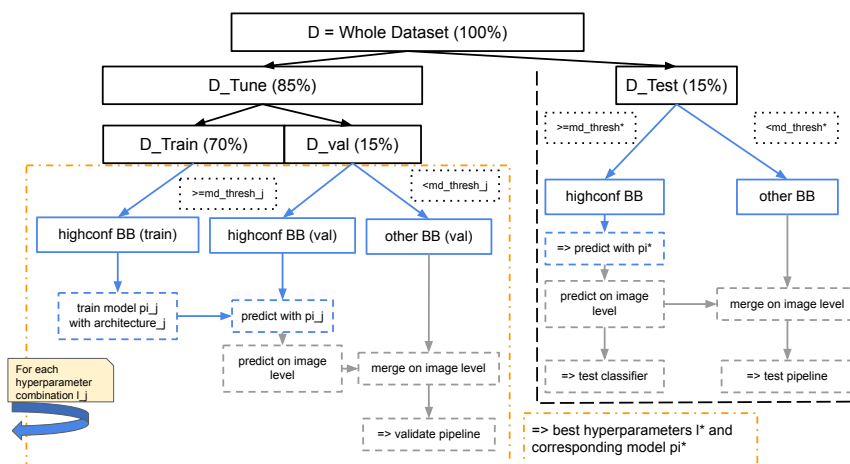 D = Whole Dataset (100%)
D_Tune (85%)
D_Test (15%)
D_Train (70%)
D_val (15%)
>=md_thresh*
<md_thresh*
>=md_thresh_j
<md_thresh_j
highconf BB
other BB
highconf BB (train)
highconf BB (val)
other BB (val)
=> predict with pi*
train model pi_j
with architecture_j
predict with pi_j
predict on image
level
merge on image level
predict on image
level
merge on image level
For each
hyperparameter
combination l_j
=> test classifier
=> test pipeline
=> validate pipeline
=> best hyperparameters l* and
corresponding model pi*